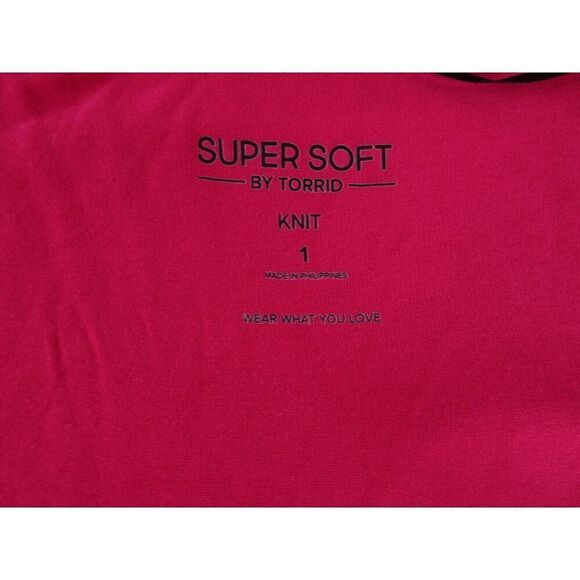 SUPER SOFT
BY TORRID
KNIT
1
MADE IN PHILIPPINES
WEAR WHAT YOU LOVE